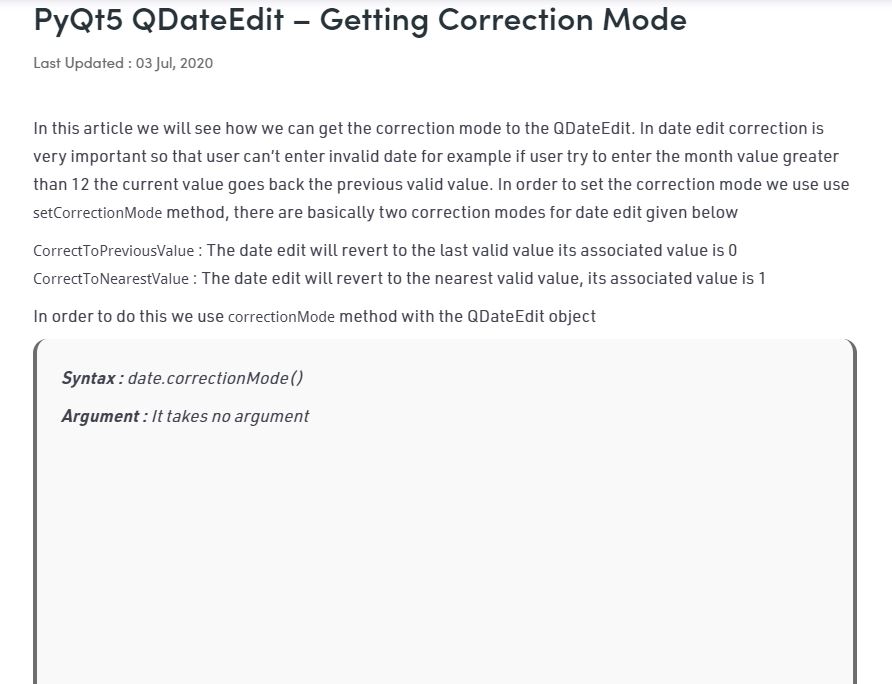 PyQt5 QDateEdit – Getting Correction Mode
Last Updated : 03 Jul, 2020
In this article we will see how we can get the correction mode to the QDateEdit. In date edit correction is
very important so that user can’t enter invalid date for example if user try to enter the month value greater
than 12 the current value goes back the previous valid value. In order to set the correction mode we use use
setCorrectionMode method, there are basically two correction modes for date edit given below
CorrectToPreviousValue : The date edit will revert to the last valid value its associated value is 0
CorrectToNearestValue : The date edit will revert to the nearest valid value, its associated value is 1
In order to do this we use correctionMode method with the QDateEdit object
Syntax : date.correctionMode()
Argument : It takes no argument